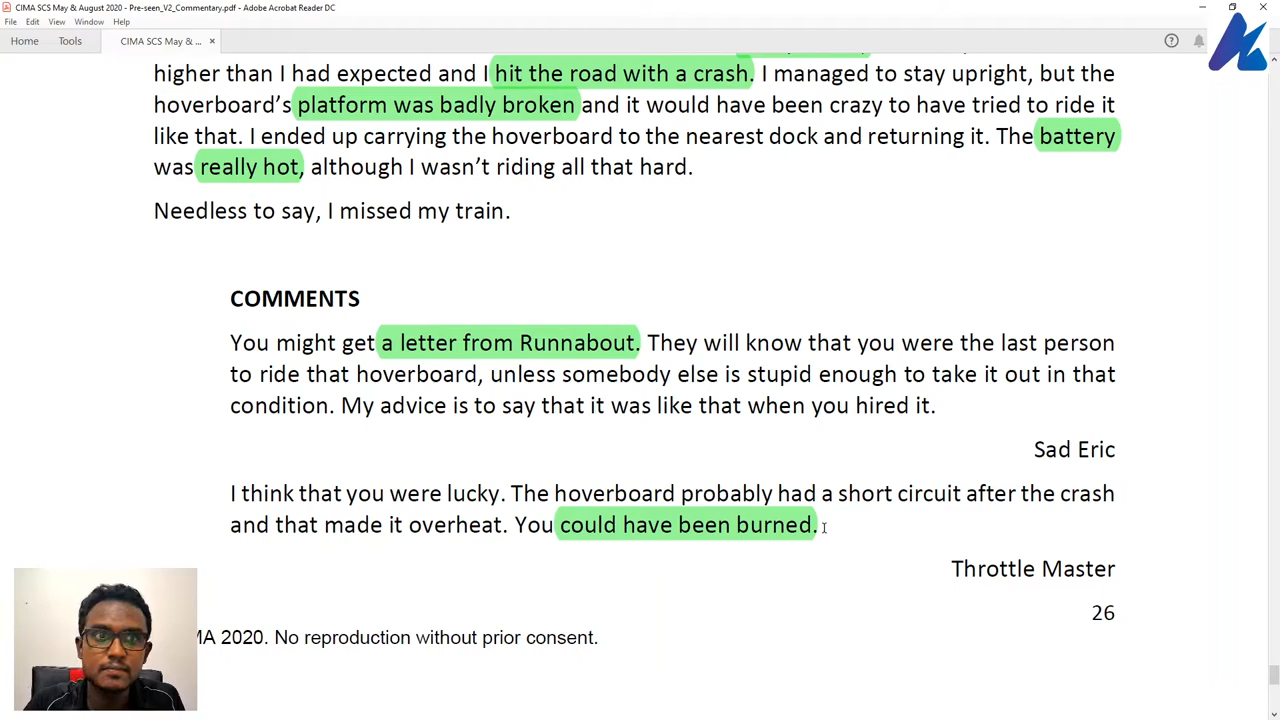 CIMA SCS May & August 2020 - Pre-seen_V2_Commentary.pdf - Adobe Acrobat Reader DC
File Edit View Window Help
Home Tools CIMA SCS May & ... ×
higher than I had expected and I hit the road with a crash. I managed to stay upright, but the
hoverboard’s platform was badly broken and it would have been crazy to have tried to ride it
like that. I ended up carrying the hoverboard to the nearest dock and returning it. The battery
was really hot, although I wasn’t riding all that hard.
Needless to say, I missed my train.
COMMENTS
You might get a letter from Runnabout. They will know that you were the last person
to ride that hoverboard, unless somebody else is stupid enough to take it out in that
condition. My advice is to say that it was like that when you hired it.
Sad Eric
I think that you were lucky. The hoverboard probably had a short circuit after the crash
and that made it overheat. You could have been burned.
Throttle Master
26
MA 2020. No reproduction without prior consent.